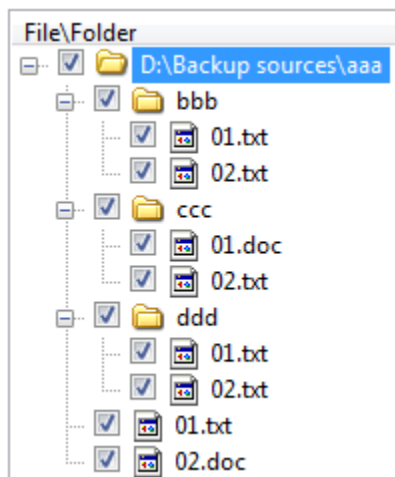 File\Folder
D:\Backup sources\aaa
bbb
01.txt
02.txt
ccc
01.doc
02.txt
ddd
01.txt
02.txt
01.txt
02.doc